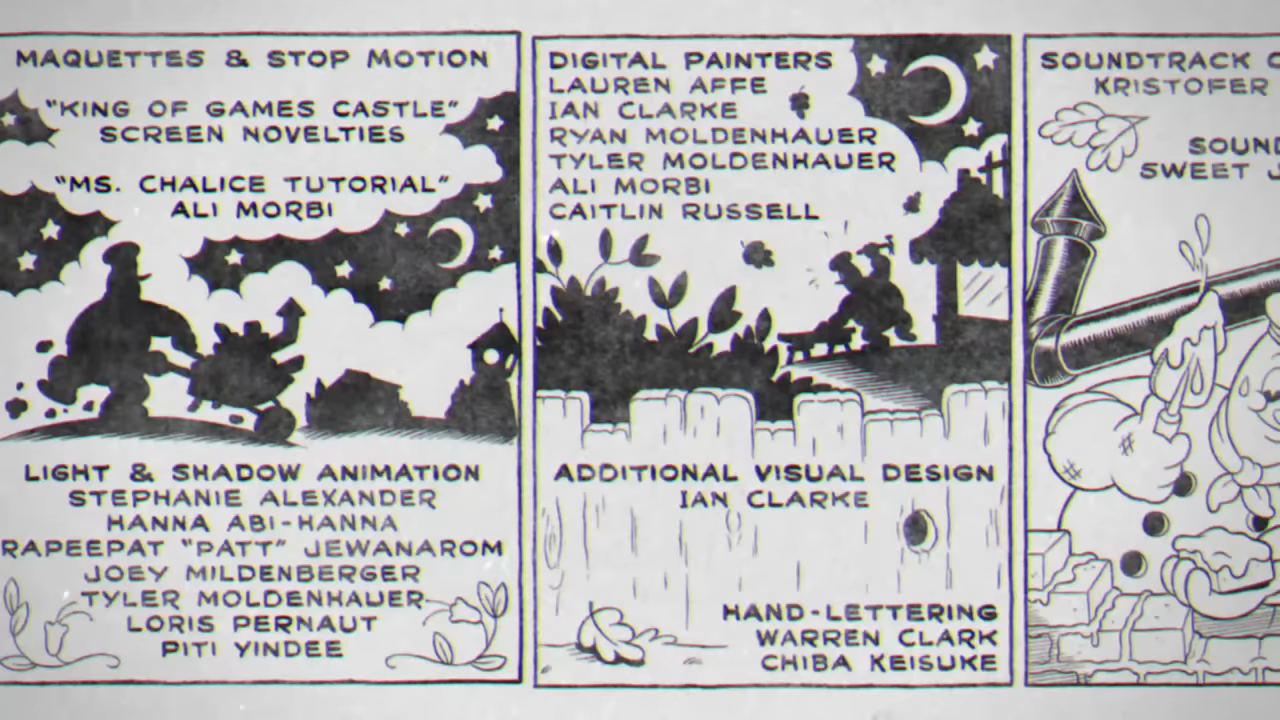 MAQUETTES & STOP MOTION
"KING OF GAMES CASTLE"
SCREEN NOVELTIES
"MS. CHALICE TUTORIAL"
ALI MORBI
LIGHT & SHADOW ANIMATION
STEPHANIE ALEXANDER
HANNA ABI-HANNA
RAPEEPAT "PATT" JEWANAROM
JOEY MILDENBERGER
TYLER MOLDENHAUER
LORIS PERNAUT
PITI YINDEE
DIGITAL PAINTERS
LAUREN AFFE
IAN CLARKE
RYAN MOLDENHAUER
TYLER MOLDENHAUER
ALI MORBI
CAITLIN RUSSELL
ADDITIONAL VISUAL DESIGN
IAN CLARKE
HAND-LETTERING
WARREN CLARK
CHIBA KEISUKE
SOUNDTRACK
KRISTOFER
SOUND
SWEET